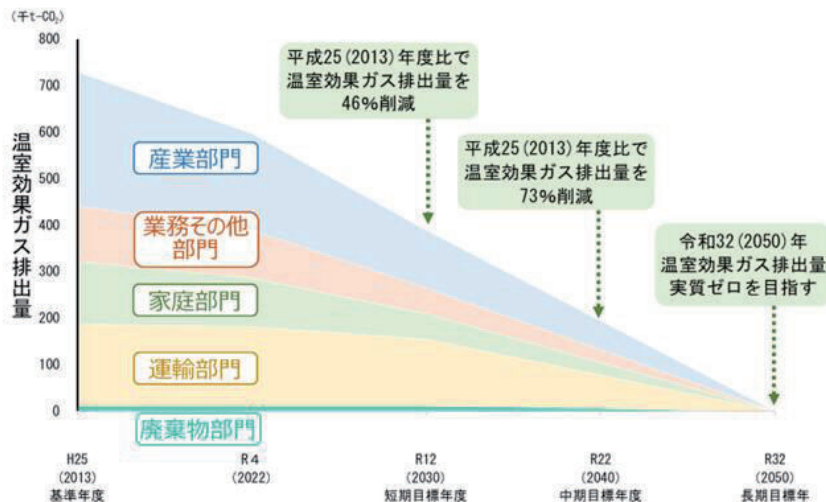 (千t-CO₂)
800
700
600
500
400
300
200
100
0
温室効果ガス排出量
産業部門
業務その他
部門
家庭部門
運輸部門
廃棄物部門
平成25(2013)年度比で
温室効果ガス排出量を
46%削減
平成25(2013)年度比で
温室効果ガス排出量を
73%削減
令和32(2050)年
温室効果ガス排出量
実質ゼロを目指す
H25
(2013)
基準年度
R4
(2022)
R12
(2030)
短期目標年度
R22
(2040)
中期目標年度
R32
(2050)
長期目標年度